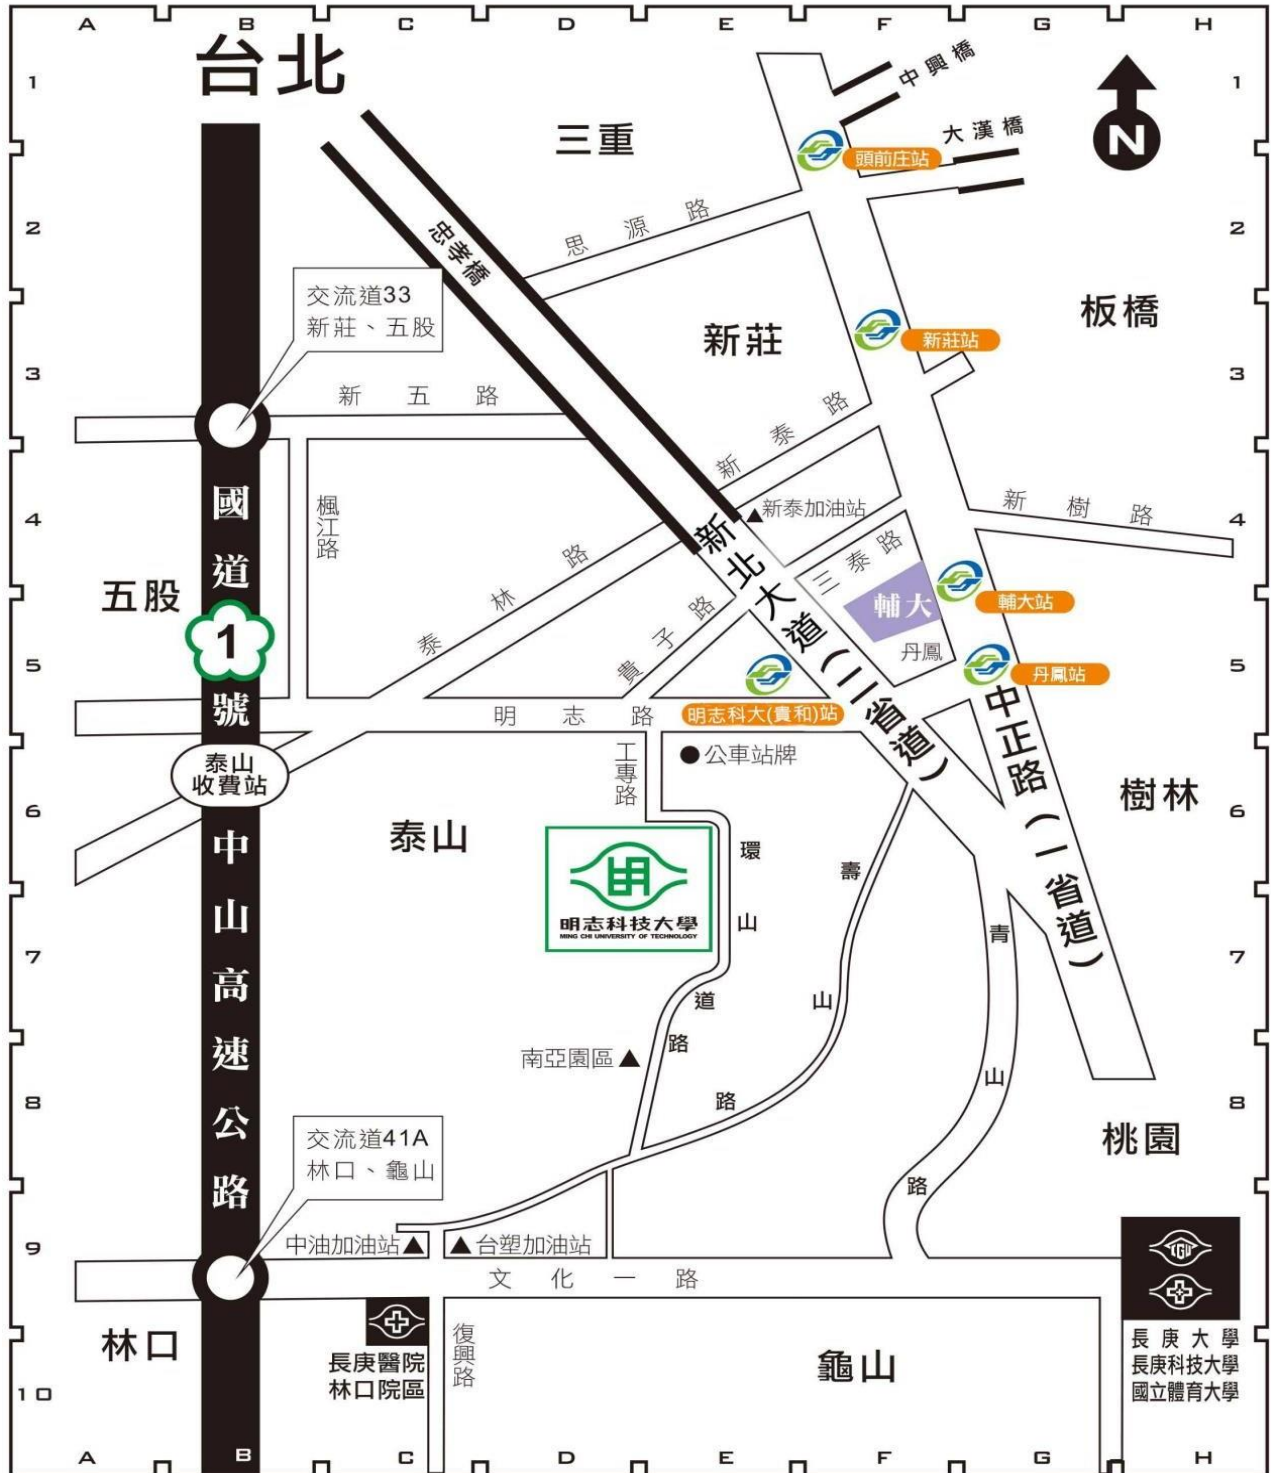 A B C D E F G H
台北
1
1
中興橋
三重
大漢橋
N
頭前庄站
2
2
思源路
忠孝橋
交流道33
新莊、五股
板橋
新莊
新莊站
3
3
新五路
新泰路
國道
1
號
中山高速公路
楓江路
4
4
新泰加油站
新樹路
新北大道(二省道)
三泰路
泰林路
五股
輔大
輔大站
貴子路
5
5
丹鳳
丹鳳站
明志路
明志科大(貴和)站
中正路(一省道)
泰山
收費站
工專路
公車站牌
6
6
樹林
泰山
明
明志科技大學
MING CHI UNIVERSITY OF TECHNOLOGY
環山道路
壽山路
青山路
7
7
南亞園區
8
8
交流道41A
林口、龜山
桃園
9
中油加油站
台塑加油站
文化一路
CGU
林口
長庚醫院
林口院區
復興路
龜山
長庚大學
長庚科技大學
國立體育大學
10
A B C D E F G H